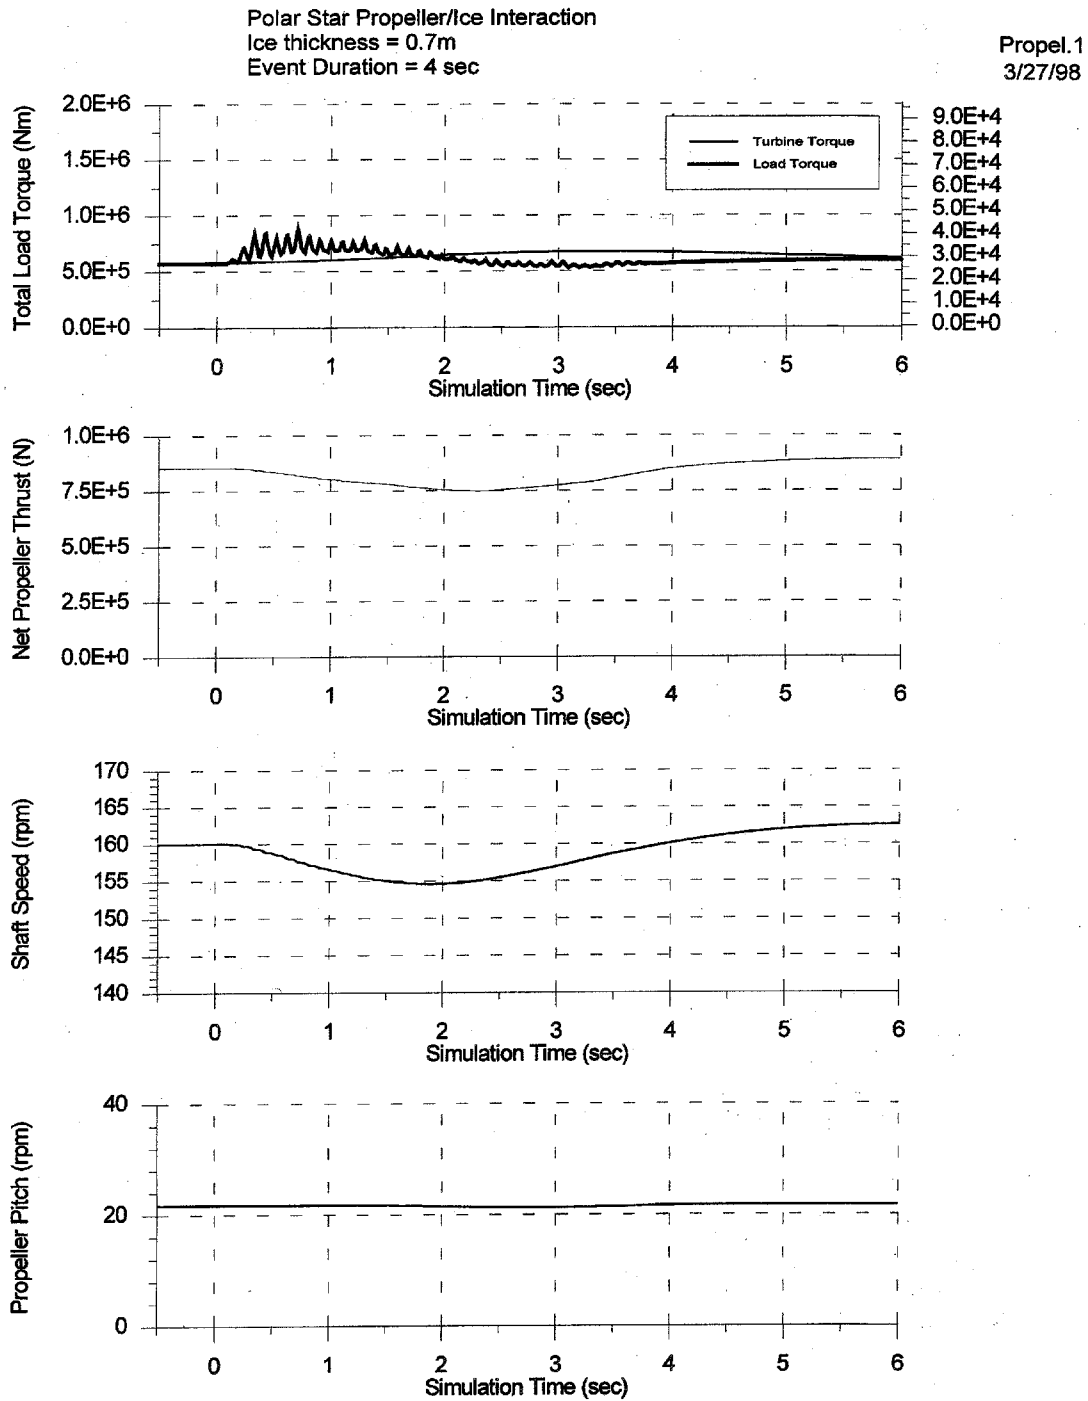 Polar Star Propeller/Ice Interaction
Ice thickness = 0.7m
Event Duration = 4 sec
Propel.1
3/27/98
Total Load Torque (Nm)
2.0E+6
1.5E+6
1.0E+6
5.0E+5
0.0E+0
Turbine Torque
Load Torque
9.0E+4
8.0E+4
7.0E+4
6.0E+4
5.0E+4
4.0E+4
3.0E+4
2.0E+4
1.0E+4
0.0E+0
0 1 2 3 4 5 6
Simulation Time (sec)
Net Propeller Thrust (N)
1.0E+6
7.5E+5
5.0E+5
2.5E+5
0.0E+0
0 1 2 3 4 5 6
Simulation Time (sec)
Shaft Speed (rpm)
170
165
160
155
150
145
140
0 1 2 3 4 5 6
Simulation Time (sec)
Propeller Pitch (rpm)
40
20
0
0 1 2 3 4 5 6
Simulation Time (sec)